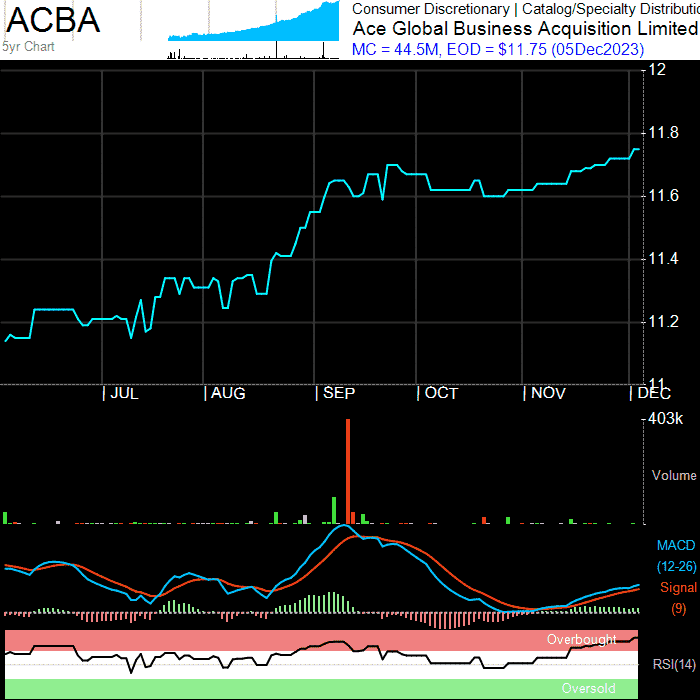 ACBA
5yr Chart
Consumer Discretionary | Catalog/Specialty Distributio
Ace Global Business Acquisition Limited
MC = 44.5M, EOD = $11.75 (05Dec2023)
12
11.8
11.6
11.4
11.2
11
JUL
AUG
SEP
OCT
NOV
DEC
403k
Volume
MACD
(12-26)
Signal
(9)
Overbought
RSI(14)
Oversold